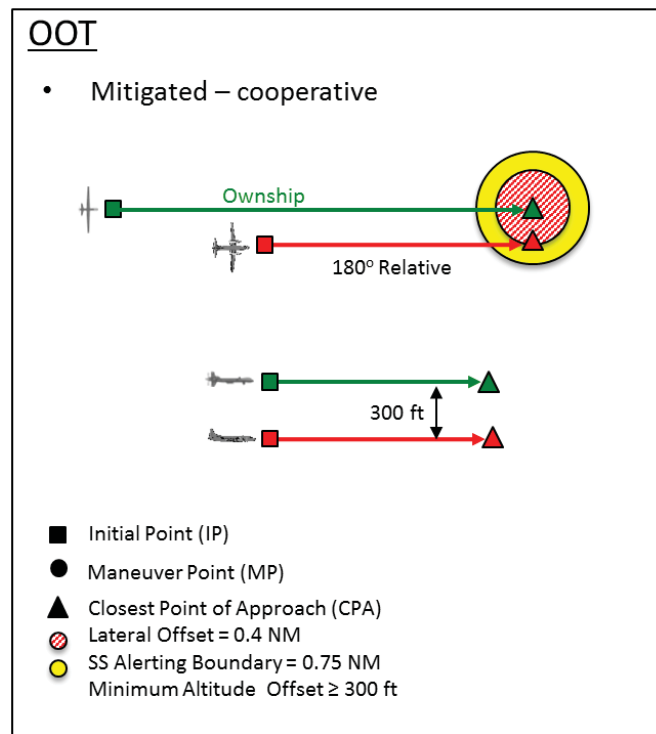 OOT
• Mitigated – cooperative
Ownship
180° Relative
300 ft
Initial Point (IP)
Maneuver Point (MP)
Closest Point of Approach (CPA)
Lateral Offset = 0.4 NM
SS Alerting Boundary = 0.75 NM
Minimum Altitude Offset ≥ 300 ft